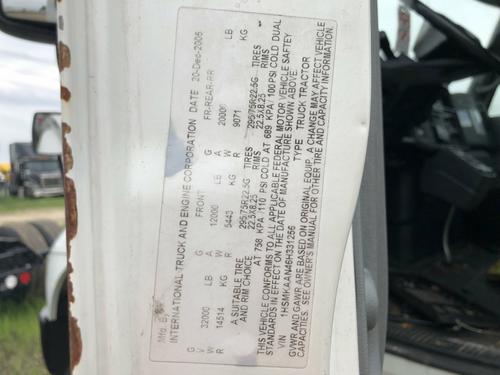 Mfd. By
INTERNATIONAL TRUCK AND ENGINE CORPORATION DATE 20-Dec-2005
G G FRONT G FR-REAR-RR
V 32000 LB A 12000 LB A 20000 LB
W W W
R 14514 KG R 5443 KG R 9071 KG
A SUITABLE TIRE 295/75R22.5G TIRES 295/75R22.5G TIRES
AND RIM CHOICE 22.5X8.25 RIMS 22.5X8.25 RIMS
AT 758 KPA 110 PSI COLD AT 689 KPA/100 PSI COLD DUAL
THIS VEHICLE CONFORMS TO ALL APPLICABLE FEDERAL MOTOR VEHICLE SAFTEY
STANDARDS IN EFFECT ON THE DATE OF MANUFACTURE SHOWN ABOVE.
1HSMKAAN46H331256 TYPE TRUCK TRACTOR
GVWR AND GAWR ARE BASED ON ORIGINAL EQUIP. A CHANGE MAY AFFECT VEHICLE
CAPACITIES. SEE OWNER'S MANUAL FOR OTHER TIRE AND CAPACITY INFORMATION.